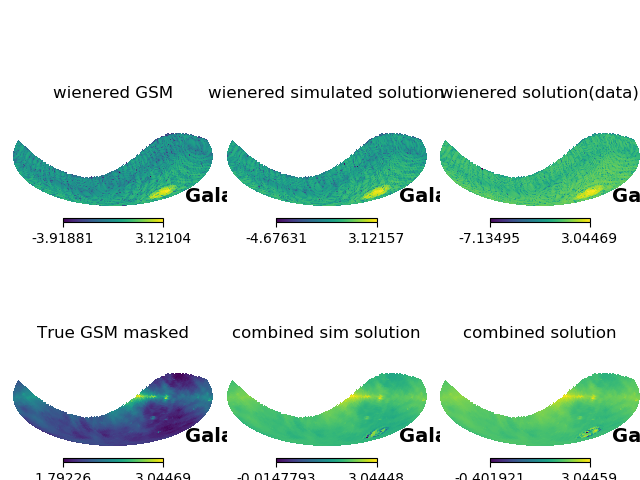 wienered GSM wienered simulated solution wienered solution(data)
Gala Gala Ga
-3.91881 3.12104 -4.67631 3.12157 -7.13495 3.04469
True GSM masked combined sim solution combined solution
Gala Gala Ga
1.79226 3.04469 -0.0147793 3.04448 -0.401921 3.04459